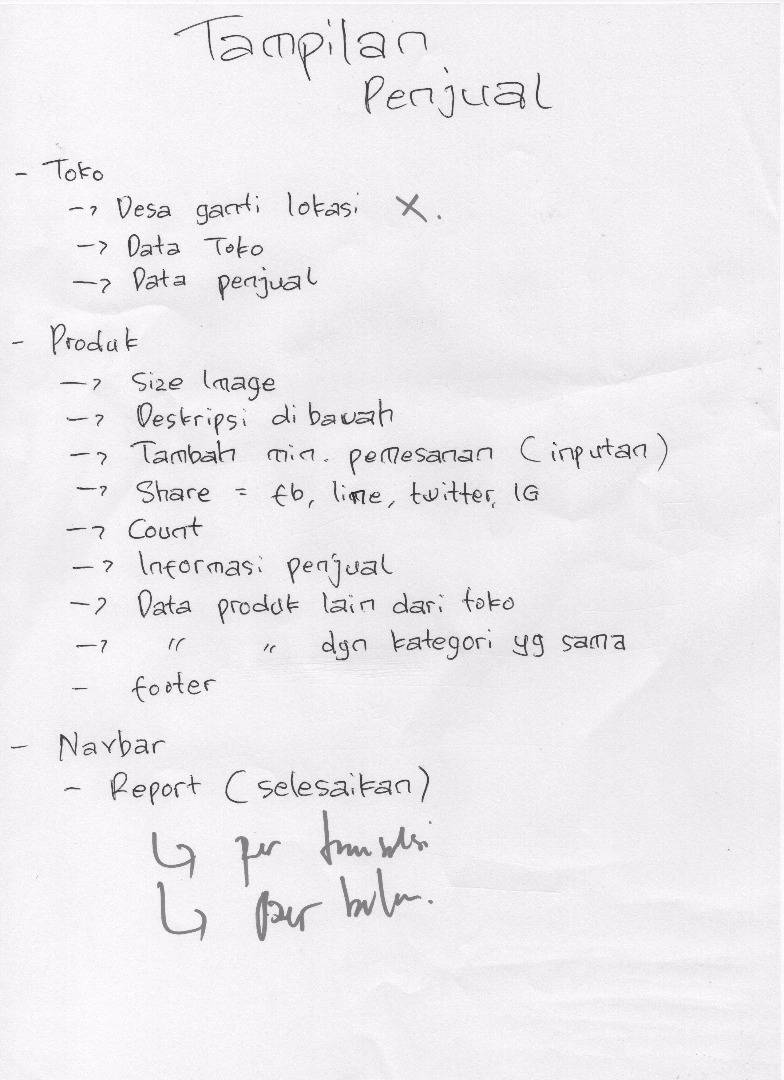 Tampilan
Penjual
- Toko
-> Desa ganti lokasi X.
-> Data Toko
-> Data penjual
- Produk
-> Size Image
-> Deskripsi di bawah
-> Tambah min. pemesanan (inputan)
-> Share = fb, line, twitter, IG
-> Count
-> Informasi penjual
-> Data produk lain dari toko
-> " " dgn kategori yg sama
- footer
- Navbar
- Report (selesaikan)
↳ per transaksi
↳ per bulan.